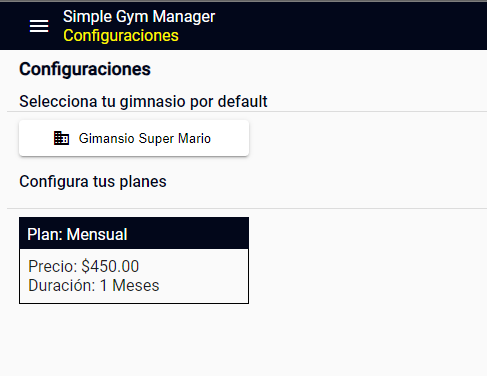 Simple Gym Manager
Configuraciones
Configuraciones
Selecciona tu gimnasio por default
Gimansio Super Mario
Configura tus planes
Plan: Mensual
Precio: $450.00
Duración: 1 Meses